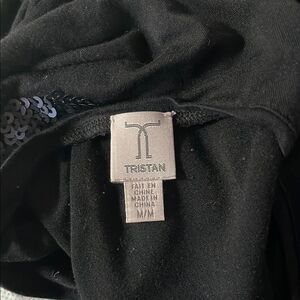 TRISTAN
FAIT EN
CHINE
MADE IN
CHINA
M/M